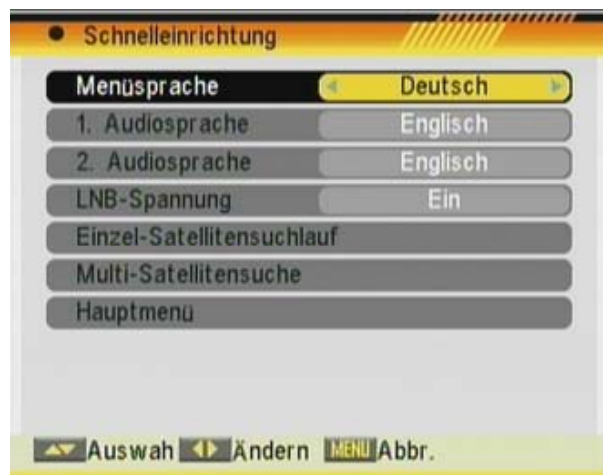 Schnelleinrichtung
Menüsprache Deutsch
1. Audiosprache Englisch
2. Audiosprache Englisch
LNB-Spannung Ein
Einzel-Satellitensuchlauf
Multi-Satellitensuche
Hauptmenü
Auswah Ändern MENU Abbr.